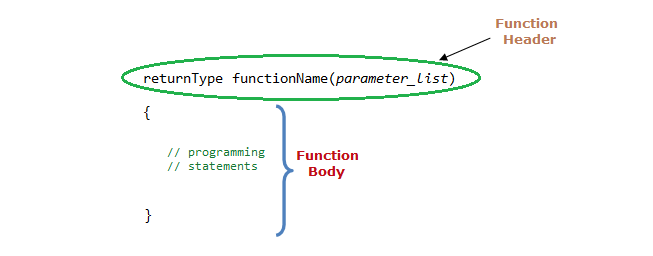 Function
Header
returnType functionName(parameter_list)
{
// programming
// statements
Function
Body
}